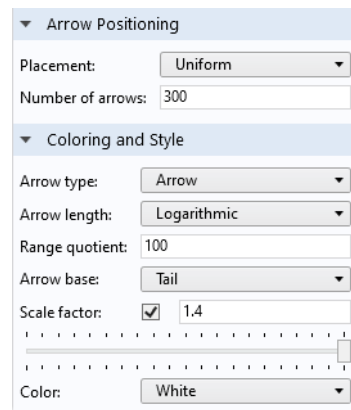 Arrow Positioning
Placement: Uniform
Number of arrows: 300
Coloring and Style
Arrow type: Arrow
Arrow length: Logarithmic
Range quotient: 100
Arrow base: Tail
Scale factor: 1.4
Color: White